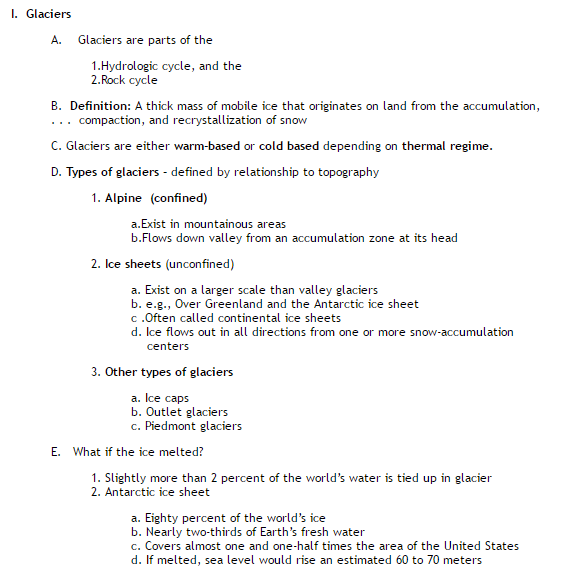 I. Glaciers
A. Glaciers are parts of the
1.Hydrologic cycle, and the
2.Rock cycle
B. Definition: A thick mass of mobile ice that originates on land from the accumulation,
. . . compaction, and recrystallization of snow
C. Glaciers are either warm-based or cold based depending on thermal regime.
D. Types of glaciers - defined by relationship to topography
1. Alpine (confined)
a.Exist in mountainous areas
b.Flows down valley from an accumulation zone at its head
2. Ice sheets (unconfined)
a. Exist on a larger scale than valley glaciers
b. e.g., Over Greenland and the Antarctic ice sheet
c .Often called continental ice sheets
d. Ice flows out in all directions from one or more snow-accumulation
centers
3. Other types of glaciers
a. Ice caps
b. Outlet glaciers
c. Piedmont glaciers
E. What if the ice melted?
1. Slightly more than 2 percent of the world's water is tied up in glacier
2. Antarctic ice sheet
a. Eighty percent of the world's ice
b. Nearly two-thirds of Earth's fresh water
c. Covers almost one and one-half times the area of the United States
d. If melted, sea level would rise an estimated 60 to 70 meters